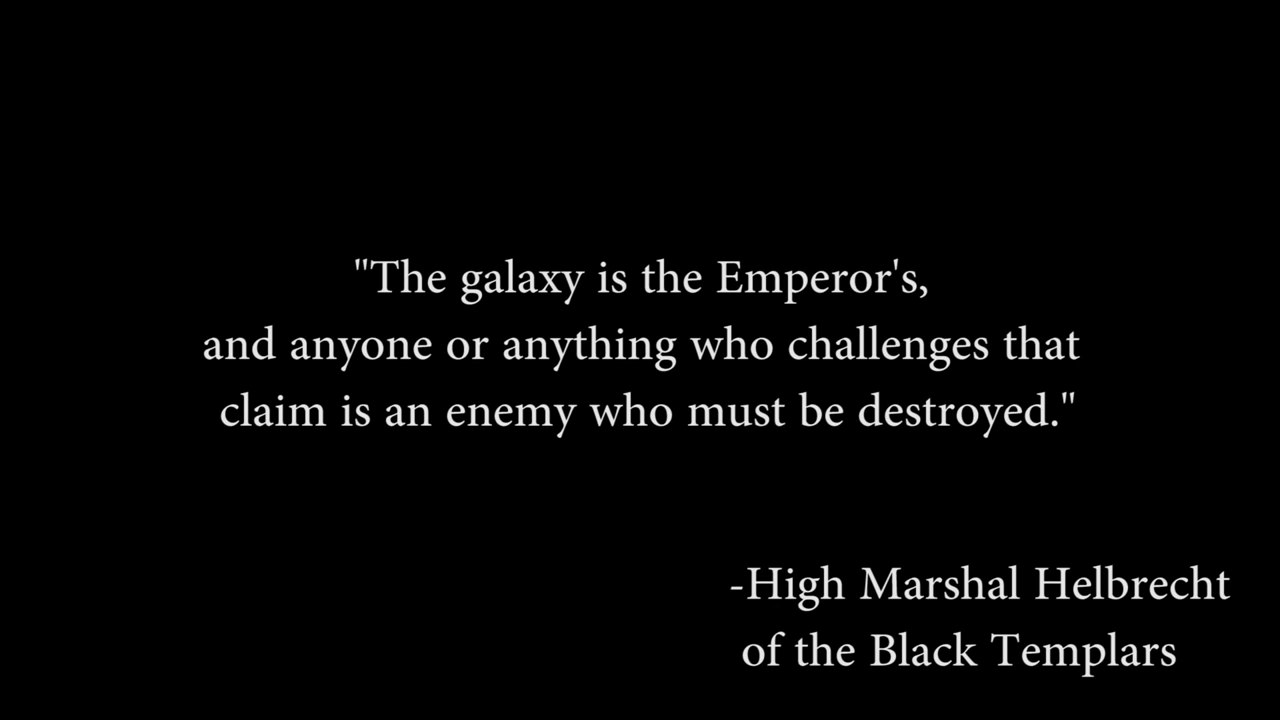 "The galaxy is the Emperor's,
and anyone or anything who challenges that
claim is an enemy who must be destroyed."
-High Marshal Helbrecht
of the Black Templars